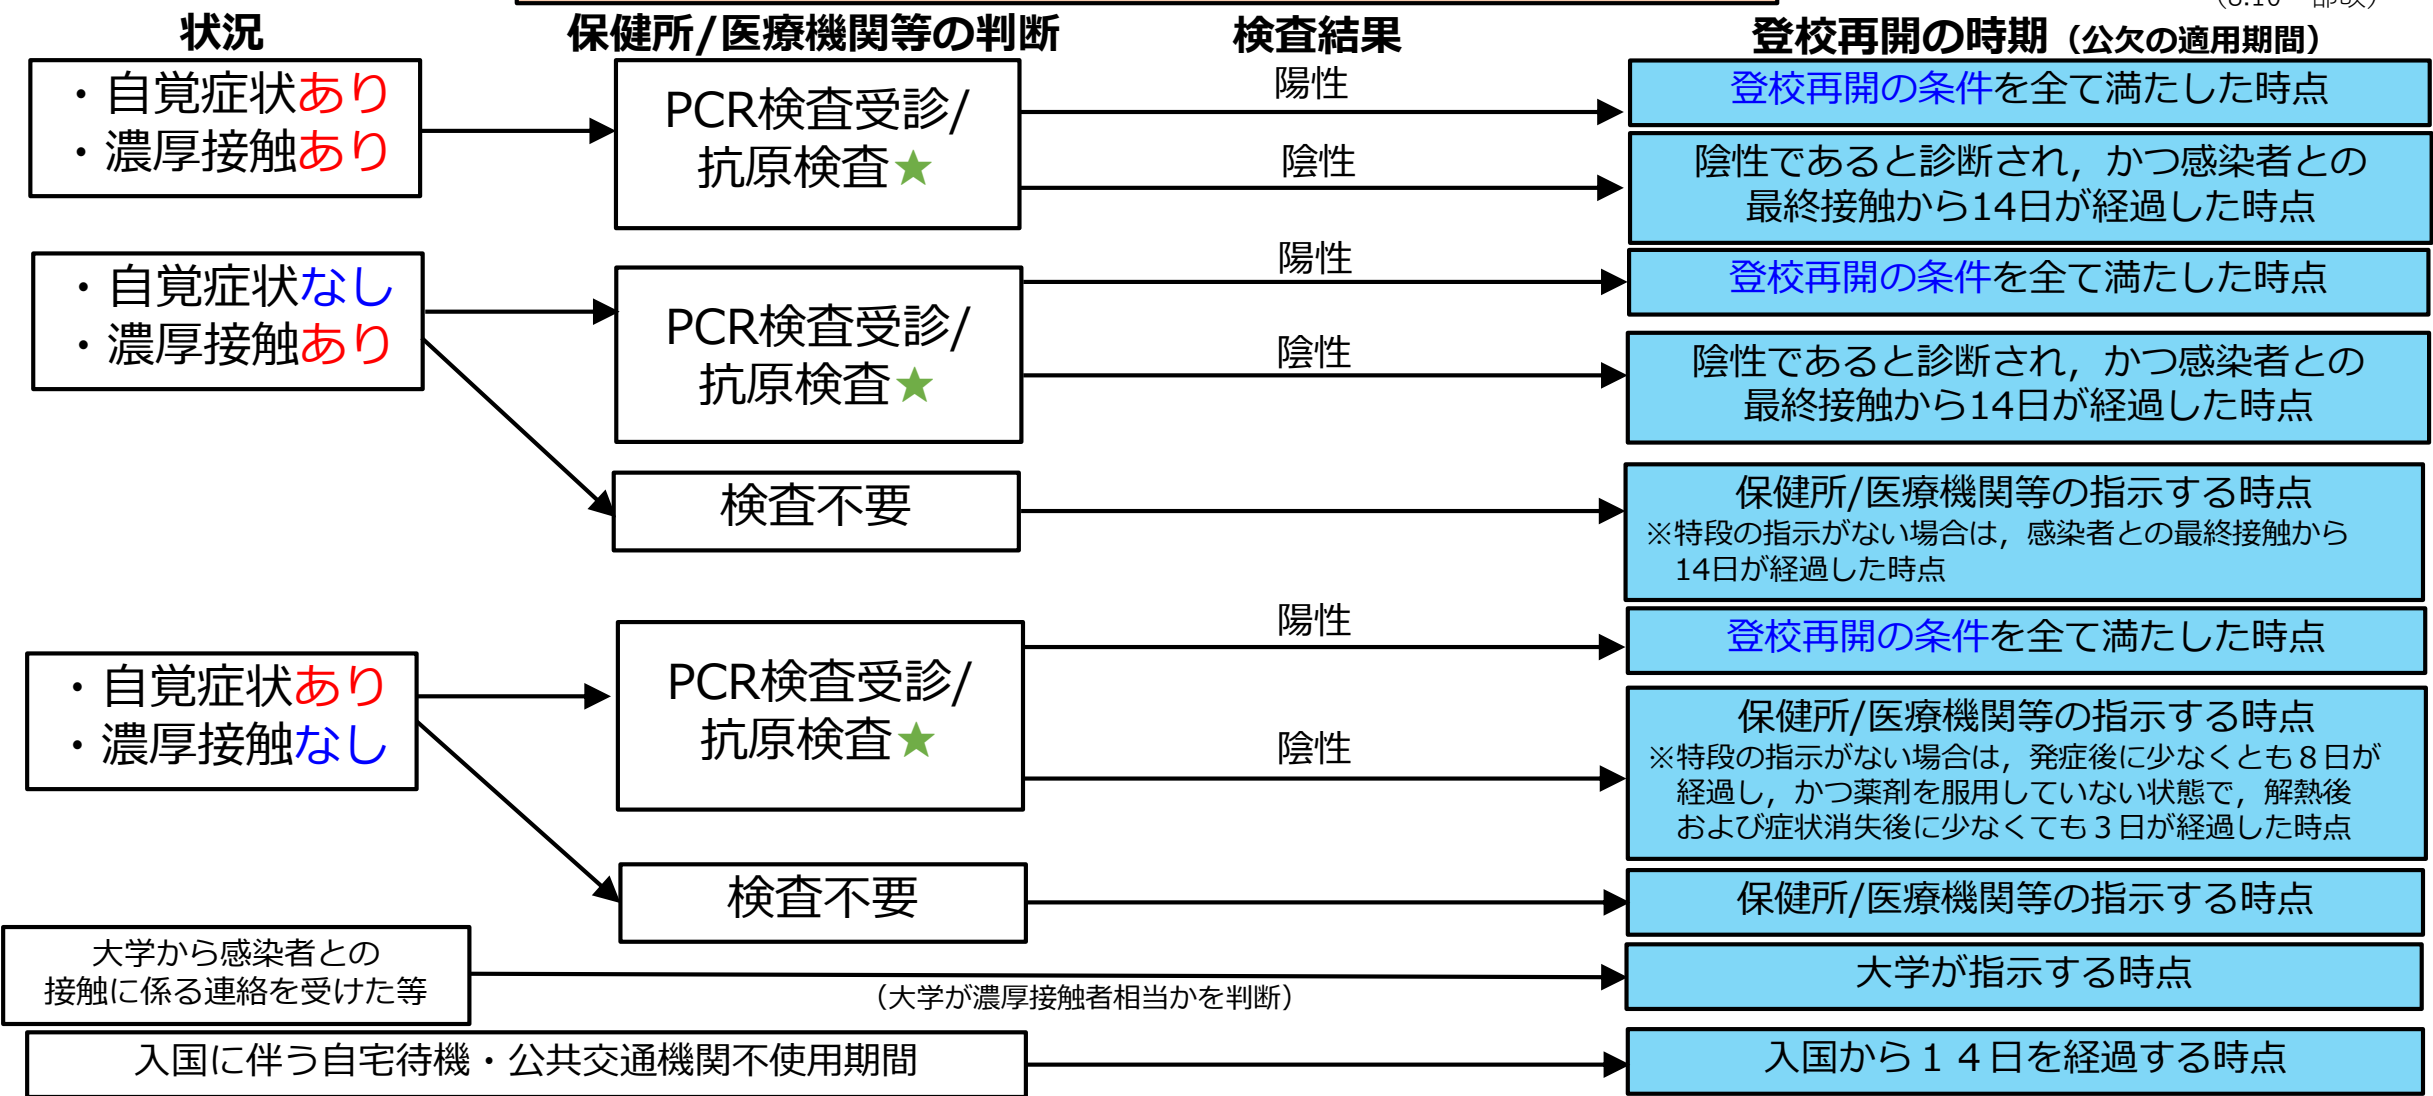 状況
保健所/医療機関等の判断
検査結果
登校再開の時期（公欠の適用期間）
・自覚症状あり
・濃厚接触あり
PCR検査受診/
抗原検査★
陽性
登校再開の条件を全て満たした時点
陰性
陰性であると診断され，かつ感染者との
最終接触から14日が経過した時点
・自覚症状なし
・濃厚接触あり
PCR検査受診/
抗原検査★
陽性
登校再開の条件を全て満たした時点
陰性
陰性であると診断され，かつ感染者との
最終接触から14日が経過した時点
検査不要
保健所/医療機関等の指示する時点
※特段の指示がない場合は，感染者との最終接触から
14日が経過した時点
・自覚症状あり
・濃厚接触なし
PCR検査受診/
抗原検査★
陽性
登校再開の条件を全て満たした時点
陰性
保健所/医療機関等の指示する時点
※特段の指示がない場合は，発症後に少なくとも８日が
経過し，かつ薬剤を服用していない状態で，解熱後
および症状消失後に少なくても３日が経過した時点
検査不要
保健所/医療機関等の指示する時点
大学から感染者との
接触に係る連絡を受けた等
（大学が濃厚接触者相当かを判断）
大学が指示する時点
入国に伴う自宅待機・公共交通機関不使用期間
入国から１４日を経過する時点